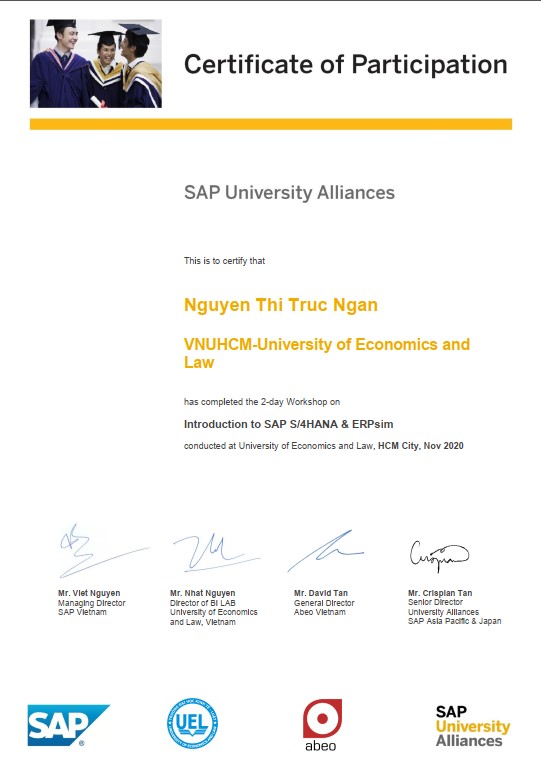 Certificate of Participation
SAP University Alliances
This is to certify that
Nguyen Thi Truc Ngan
VNUHCM-University of Economics and
Law
has completed the 2-day Workshop on
Introduction to SAP S/4HANA & ERPsim
conducted at University of Economics and Law, HCM City, Nov 2020
Mr. Viet Nguyen
Managing Director
SAP Vietnam
Mr. Nhat Nguyen
Director of BI LAB
University of Economics
and Law, Vietnam
Mr. David Tan
General Director
Abeo Vietnam
Mr. Crispian Tan
Senior Director
University Alliances
SAP Asia Pacific & Japan
SAP ®
UEL
abeo
SAP
University
Alliances